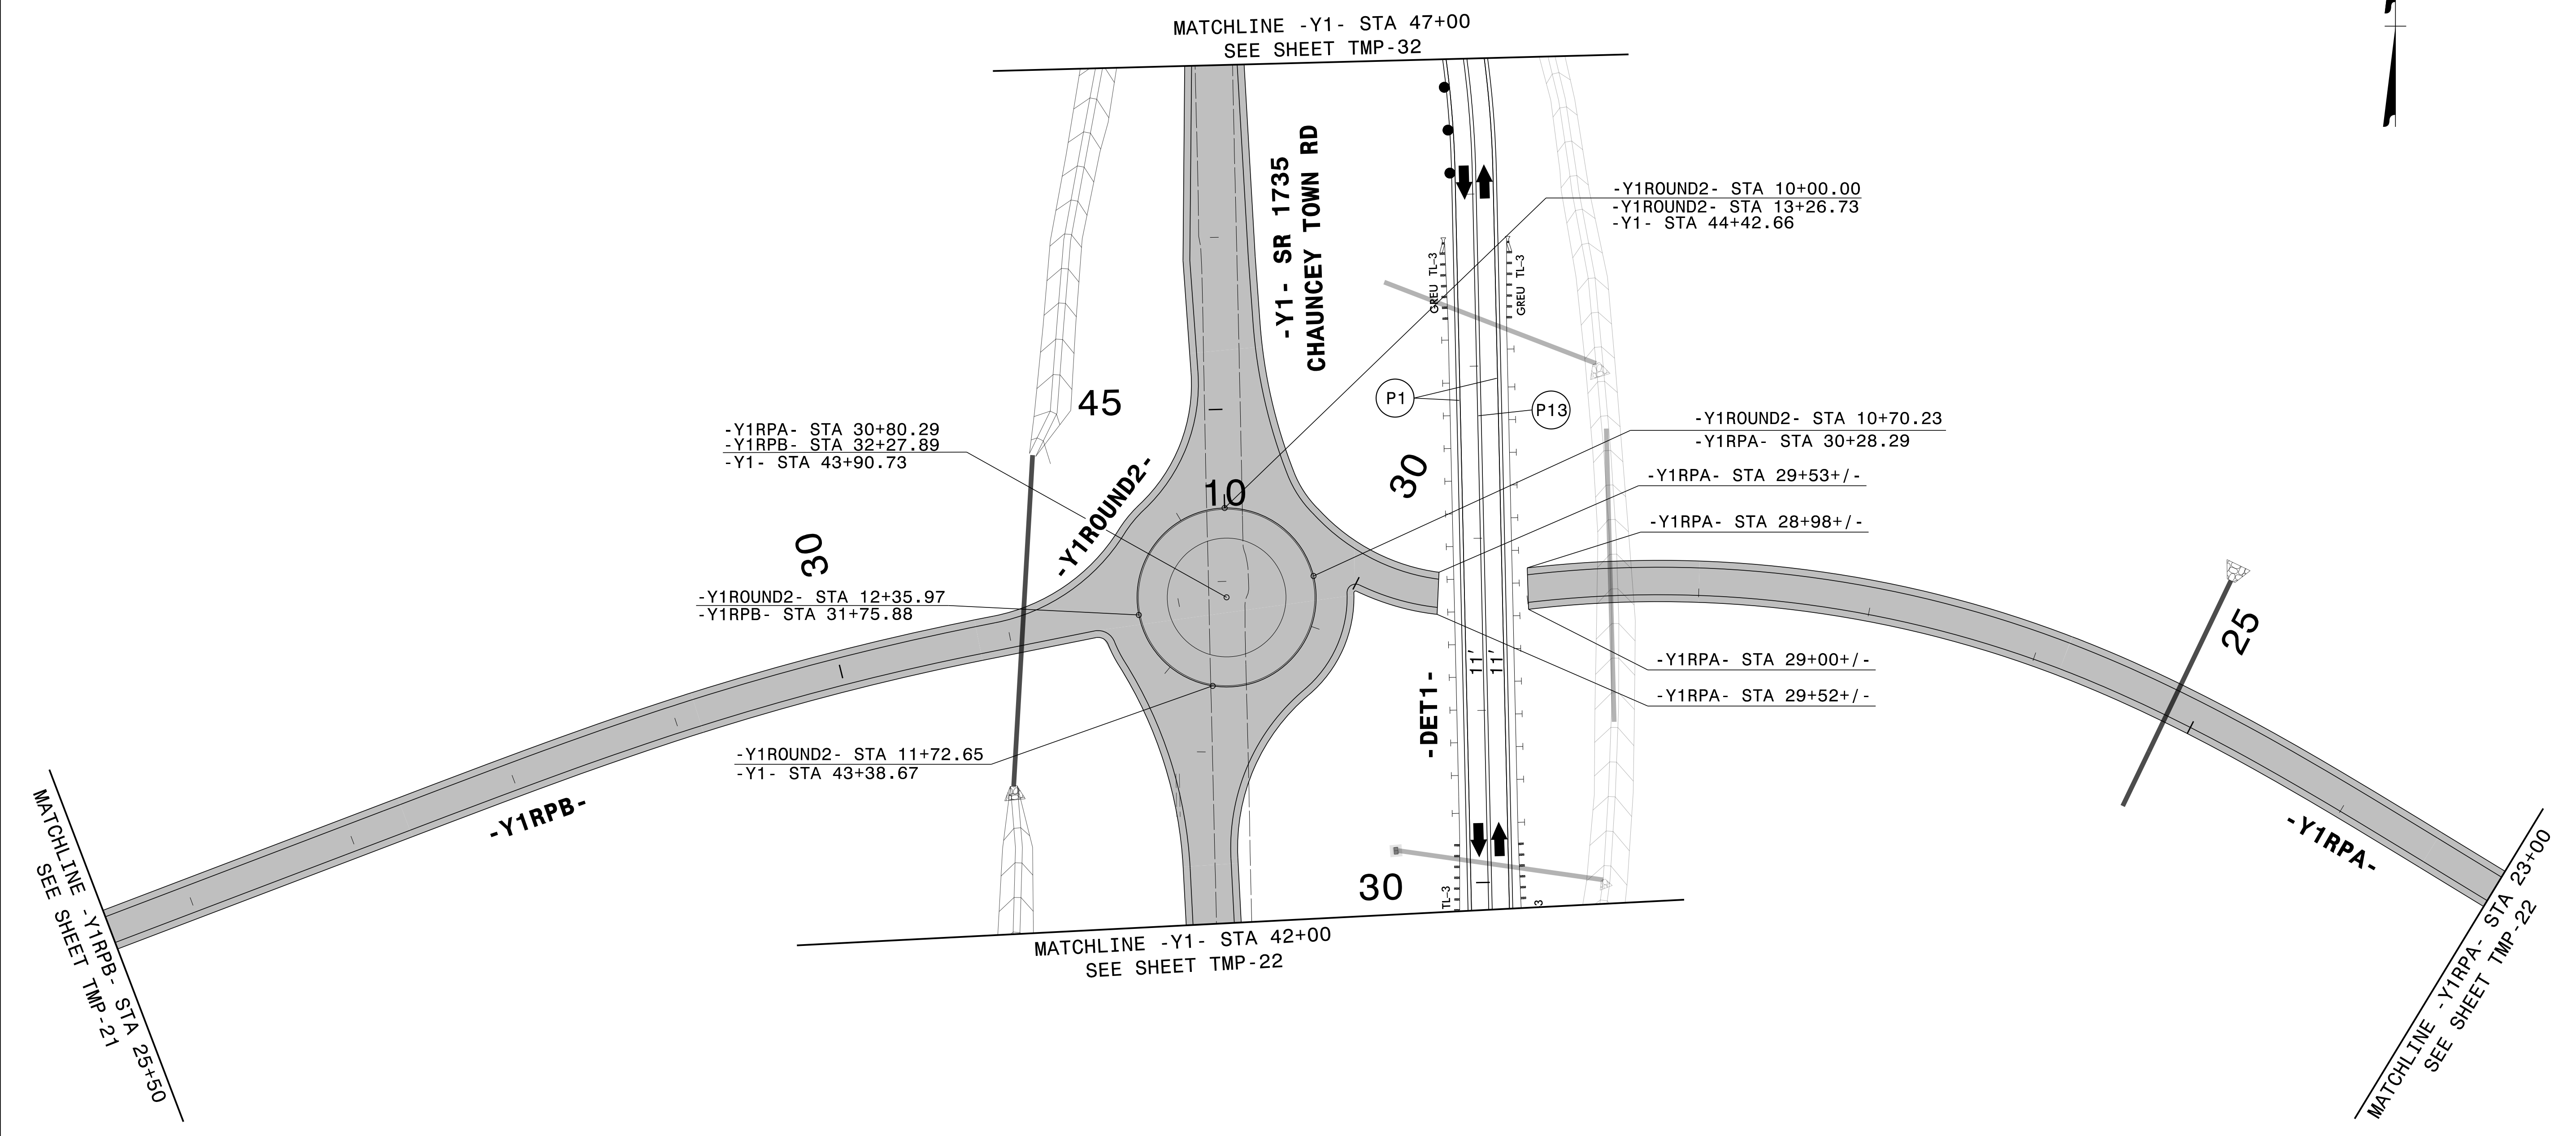 MATCHLINE -Y1- STA 47+00
SEE SHEET TMP-32
-Y1- SR 1735
CHAUNCEY TOWN RD
-Y1ROUND2- STA 10+00.00
-Y1ROUND2- STA 13+26.73
-Y1- STA 44+42.66
GREU TL-3
GREU TL-3
45
P1
P13
-Y1RPA- STA 30+80.29
-Y1RPB- STA 32+27.89
-Y1- STA 43+90.73
-Y1ROUND2- STA 10+70.23
-Y1RPA- STA 30+28.29
30
-Y1RPA- STA 29+53+/-
10
-Y1ROUND2-
-Y1RPA- STA 28+98+/-
30
-Y1ROUND2- STA 12+35.97
-Y1RPB- STA 31+75.88
25
11'
11'
-Y1RPA- STA 29+00+/-
-Y1RPA- STA 29+52+/-
-DET1-
-Y1ROUND2- STA 11+72.65
-Y1- STA 43+38.67
-Y1RPB-
-Y1RPA-
30
TL-3
3
MATCHLINE -Y1- STA 42+00
SEE SHEET TMP-22
MATCHLINE -Y1RPB- STA 25+50
SEE SHEET TMP-21
MATCHLINE -Y1RPA- STA 23+00
SEE SHEET TMP-22